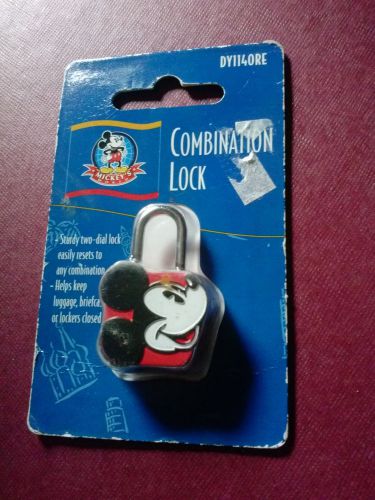 DY1140RE
COMBINATION
LOCK
MICKEY'S
- Sturdy two-dial lock
easily resets to
any combination
- Helps keep
luggage, briefca
or lockers closed